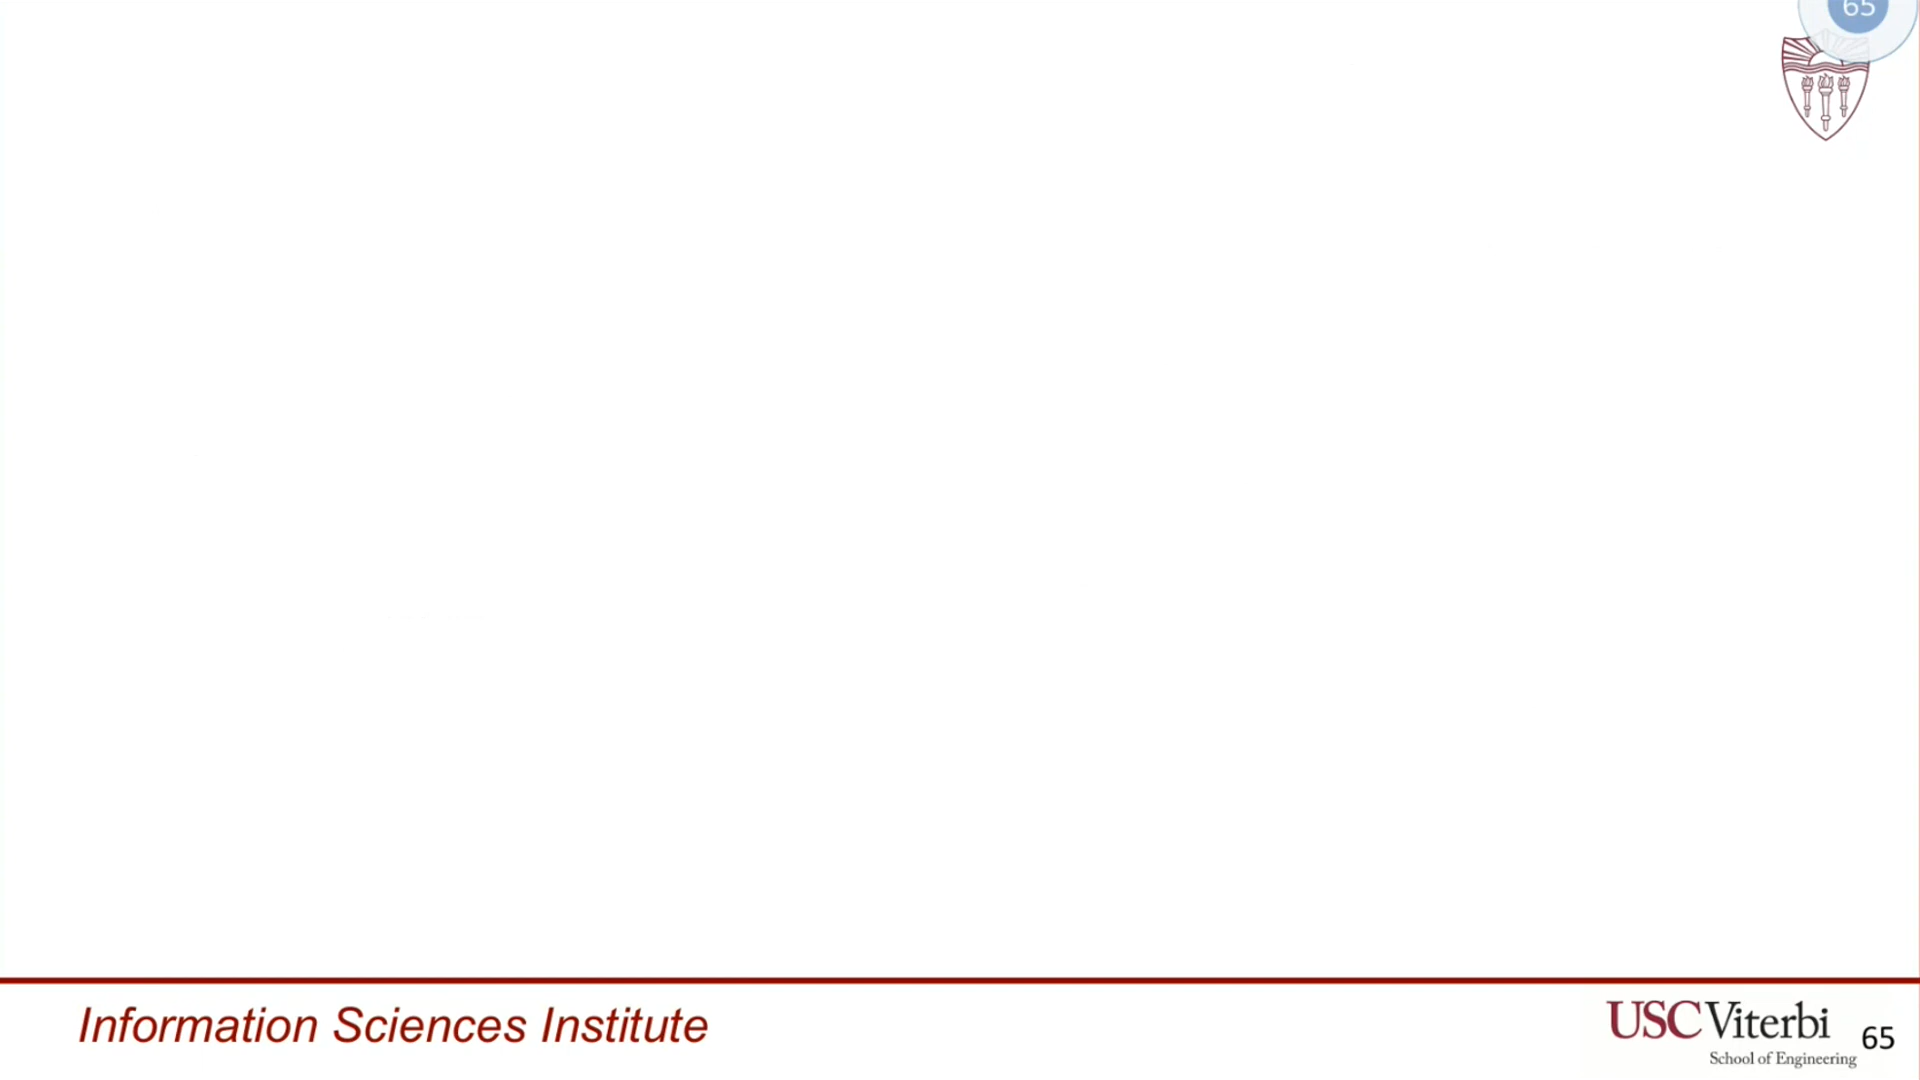 65
Information Sciences Institute
USC Viterbi
School of Engineering
65